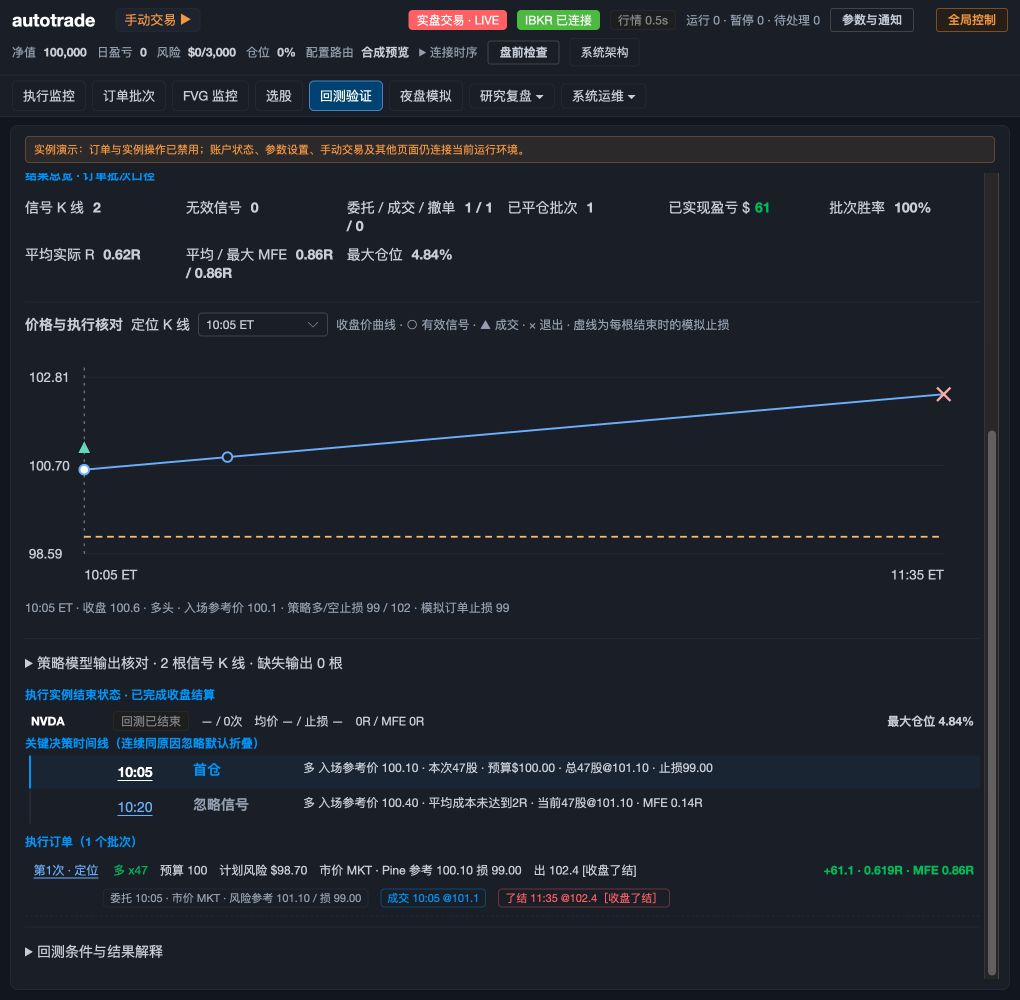 autotrade 手动交易 ▶ 实盘交易 · LIVE IBKR 已连接 行情 0.5s 运行 0 · 暂停 0 · 待处理 0 参数与通知 全局控制
净值 100,000 日盈亏 0 风险 $0/3,000 仓位 0% 配置路由 合成预览 ▶ 连接时序 盘前检查 系统架构
执行监控 订单批次 FVG 监控 选股 回测验证 夜盘模拟 研究复盘 系统运维
实例演示：订单与实例操作已禁用；账户状态、参数设置、手动交易及其他页面仍连接当前运行环境。
结果总览 · 订单批次口径
信号 K 线 2 无效信号 0 委托 / 成交 / 撤单 1 / 1 / 0 已平仓批次 1 已实现盈亏 $ 61 批次胜率 100%
平均实际 R 0.62R 平均 / 最大 MFE 0.86R / 0.86R 最大仓位 4.84%
价格与执行核对 定位 K 线 10:05 ET 收盘价曲线 · ○ 有效信号 · ▲ 成交 · × 退出 · 虚线为每根结束时的模拟止损
102.81
100.70
98.59
10:05 ET 11:35 ET
10:05 ET · 收盘 100.6 · 多头 · 入场参考价 100.1 · 策略多/空止损 99 / 102 · 模拟订单止损 99
▶ 策略模型输出核对 · 2 根信号 K 线 · 缺失输出 0 根
执行实例结束状态 · 已完成收盘结算
NVDA 回测已结束 — / 0次 均价 — / 止损 — 0R / MFE 0R 最大仓位 4.84%
关键决策时间线（连续同原因忽略默认折叠）
10:05 首仓 多 入场参考价 100.10 · 本次47股 · 预算$100.00 · 总47股@101.10 · 止损99.00
10:20 忽略信号 多 入场参考价 100.40 · 平均成本未达到2R · 当前47股@101.10 · MFE 0.14R
执行订单（1 个批次）
第1次 · 定位 多 x47 预算 100 计划风险 $98.70 市价 MKT · Pine 参考 100.10 损 99.00 出 102.4 [收盘了结] +61.1 · 0.619R · MFE 0.86R
委托 10:05 · 市价 MKT · 风险参考 101.10 / 损 99.00 成交 10:05 @101.1 了结 11:35 @102.4［收盘了结］
▶ 回测条件与结果解释